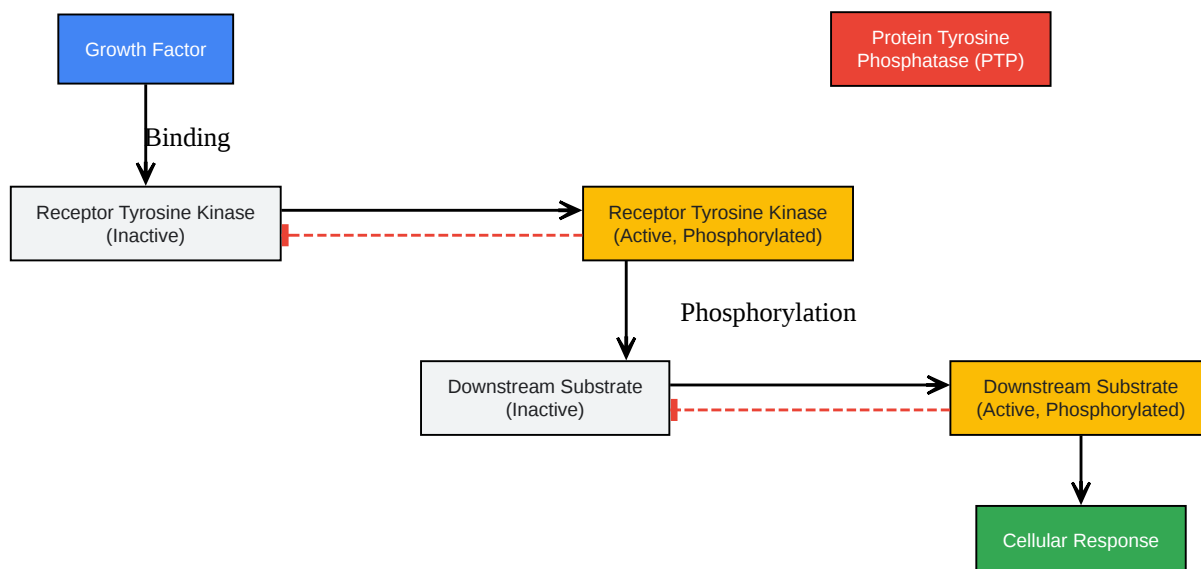 Growth Factor
Protein Tyrosine
Phosphatase (PTP)
Binding
Receptor Tyrosine Kinase
(Inactive)
Receptor Tyrosine Kinase
(Active, Phosphorylated)
Phosphorylation
Downstream Substrate
(Inactive)
Downstream Substrate
(Active, Phosphorylated)
Cellular Response